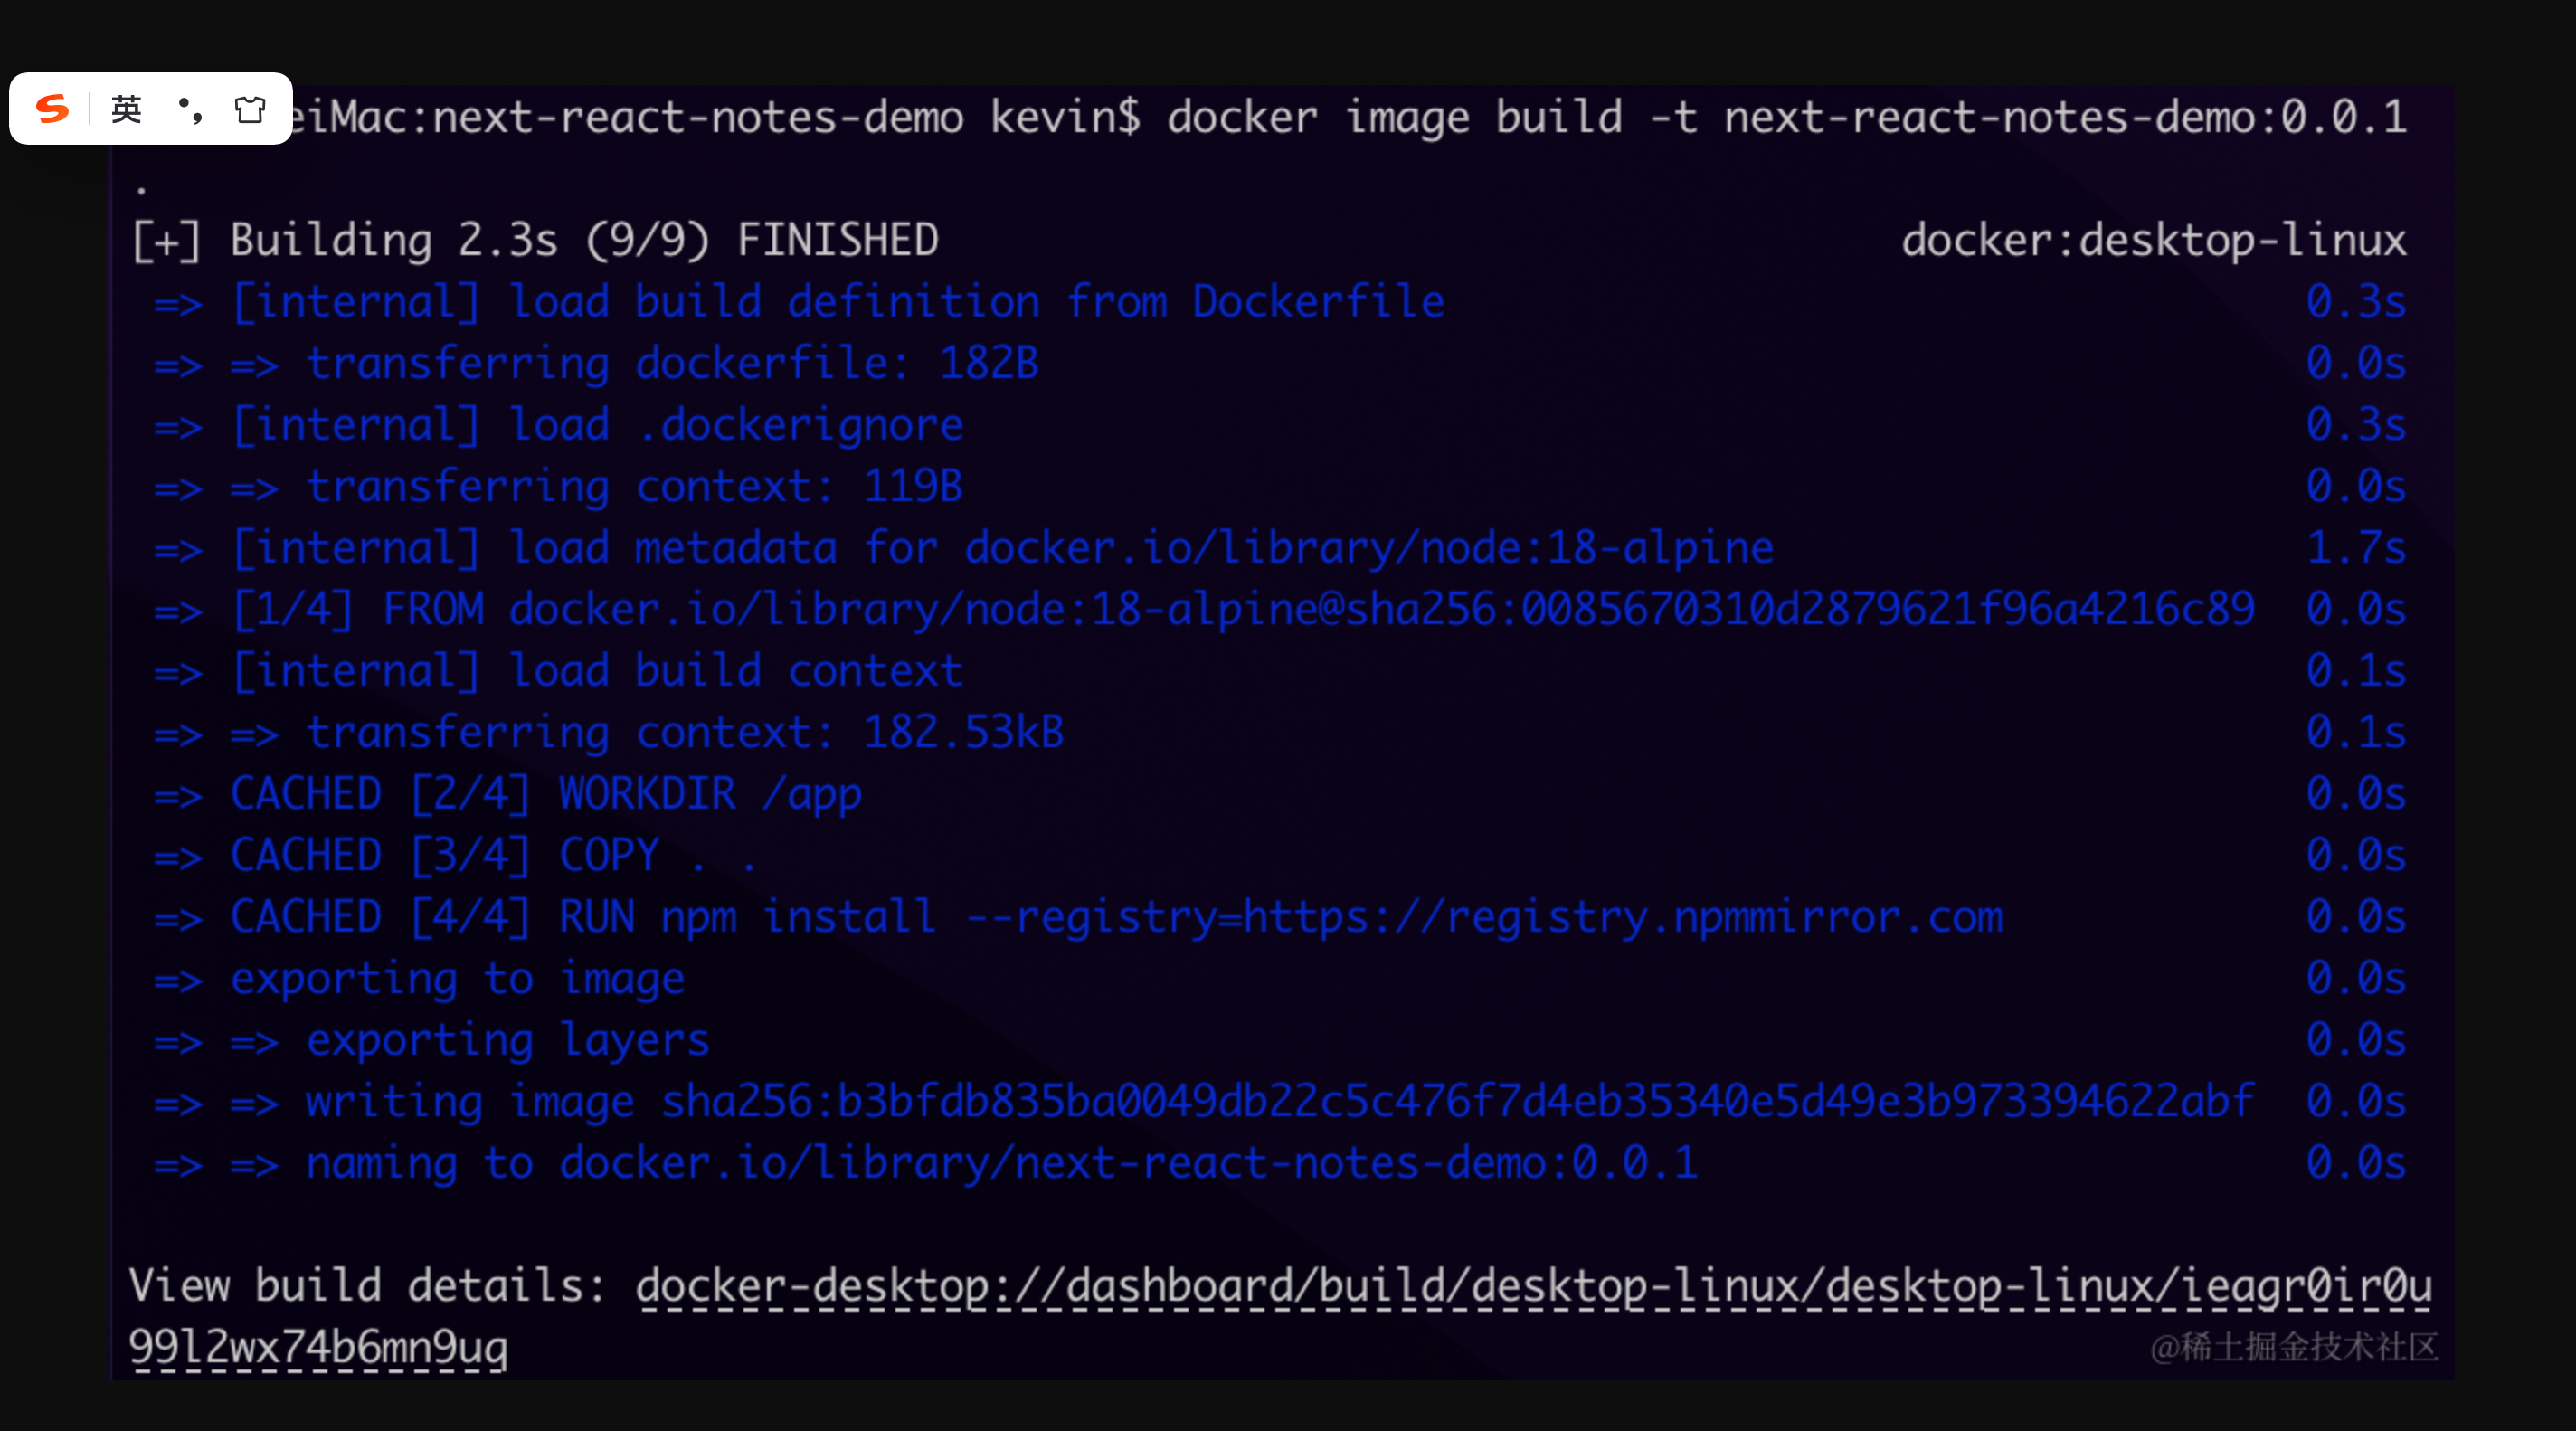 英
eiMac:next-react-notes-demo kevin$ docker image build -t next-react-notes-demo:0.0.1
.
[+] Building 2.3s (9/9) FINISHED docker:desktop-linux
=> [internal] load build definition from Dockerfile 0.3s
=> => transferring dockerfile: 182B 0.0s
=> [internal] load .dockerignore 0.3s
=> => transferring context: 119B 0.0s
=> [internal] load metadata for docker.io/library/node:18-alpine 1.7s
=> [1/4] FROM docker.io/library/node:18-alpine@sha256:0085670310d2879621f96a4216c89 0.0s
=> [internal] load build context 0.1s
=> => transferring context: 182.53kB 0.1s
=> CACHED [2/4] WORKDIR /app 0.0s
=> CACHED [3/4] COPY . . 0.0s
=> CACHED [4/4] RUN npm install --registry=https://registry.npmmirror.com 0.0s
=> exporting to image 0.0s
=> => exporting layers 0.0s
=> => writing image sha256:b3bfdb835ba0049db22c5c476f7d4eb35340e5d49e3b973394622abf 0.0s
=> => naming to docker.io/library/next-react-notes-demo:0.0.1 0.0s
View build details: docker-desktop://dashboard/build/desktop-linux/desktop-linux/ieagr0ir0u
99l2wx74b6mn9uq
@稀土掘金技术社区